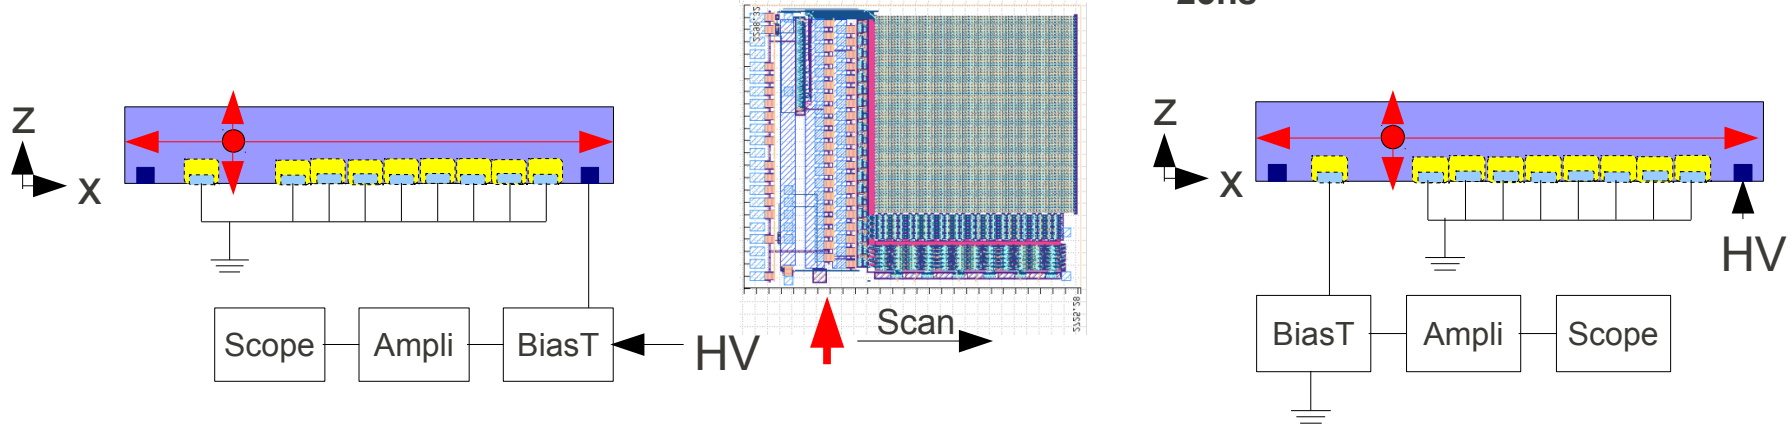 Z
X
Scope
Ampli
BiasT
HV
Scan
Z
X
HV
BiasT
Ampli
Scope